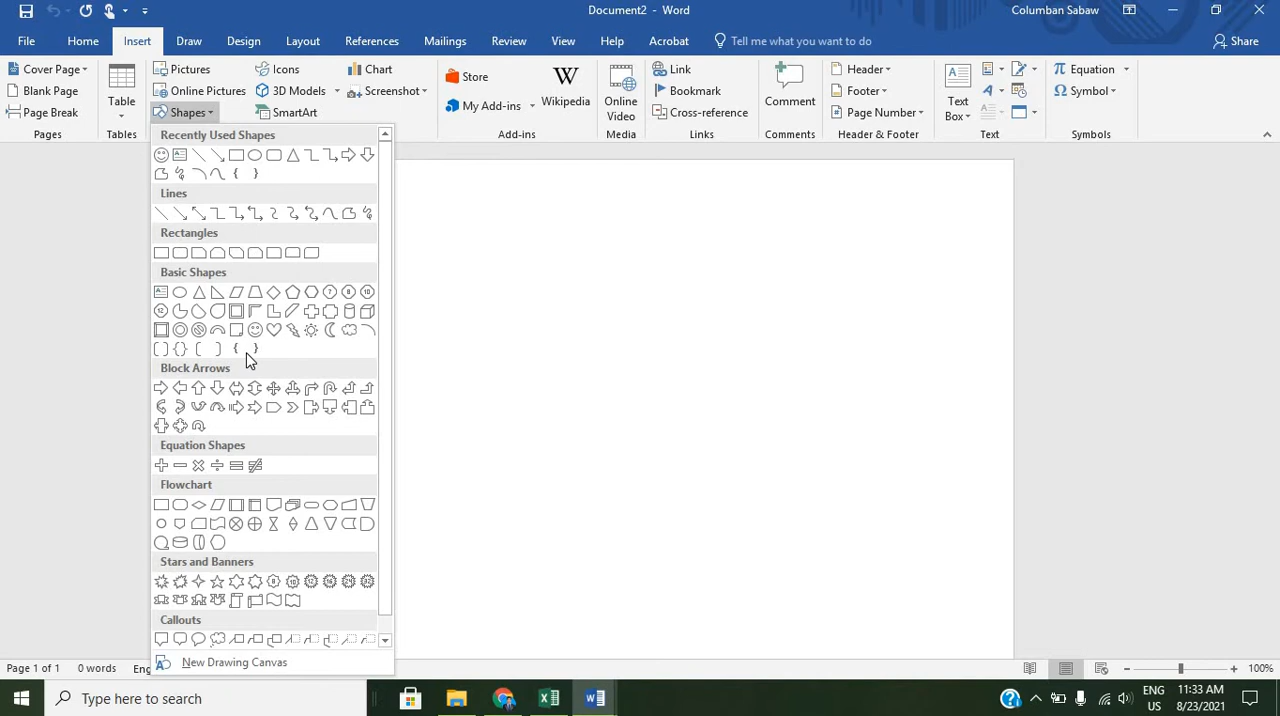 Document2 - Word
Columban Sabaw
File Home Insert Draw Design Layout References Mailings Review View Help Acrobat Tell me what you want to do Share
Cover Page
Blank Page
Page Break
Pages
Table
Tables
Pictures
Online Pictures
Shapes
Icons
3D Models
SmartArt
Chart
Screenshot
Store
My Add-ins
Wikipedia
Add-ins
Online
Video
Media
Link
Bookmark
Cross-reference
Links
Comment
Comments
Header
Footer
Page Number
Header & Footer
Text
Box
Text
Equation
Symbol
Symbols
Recently Used Shapes
Lines
Rectangles
Basic Shapes
Block Arrows
Equation Shapes
Flowchart
Stars and Banners
Callouts
New Drawing Canvas
Page 1 of 1 0 words Eng 100%
Type here to search
ENG
US
11:33 AM
8/23/2021